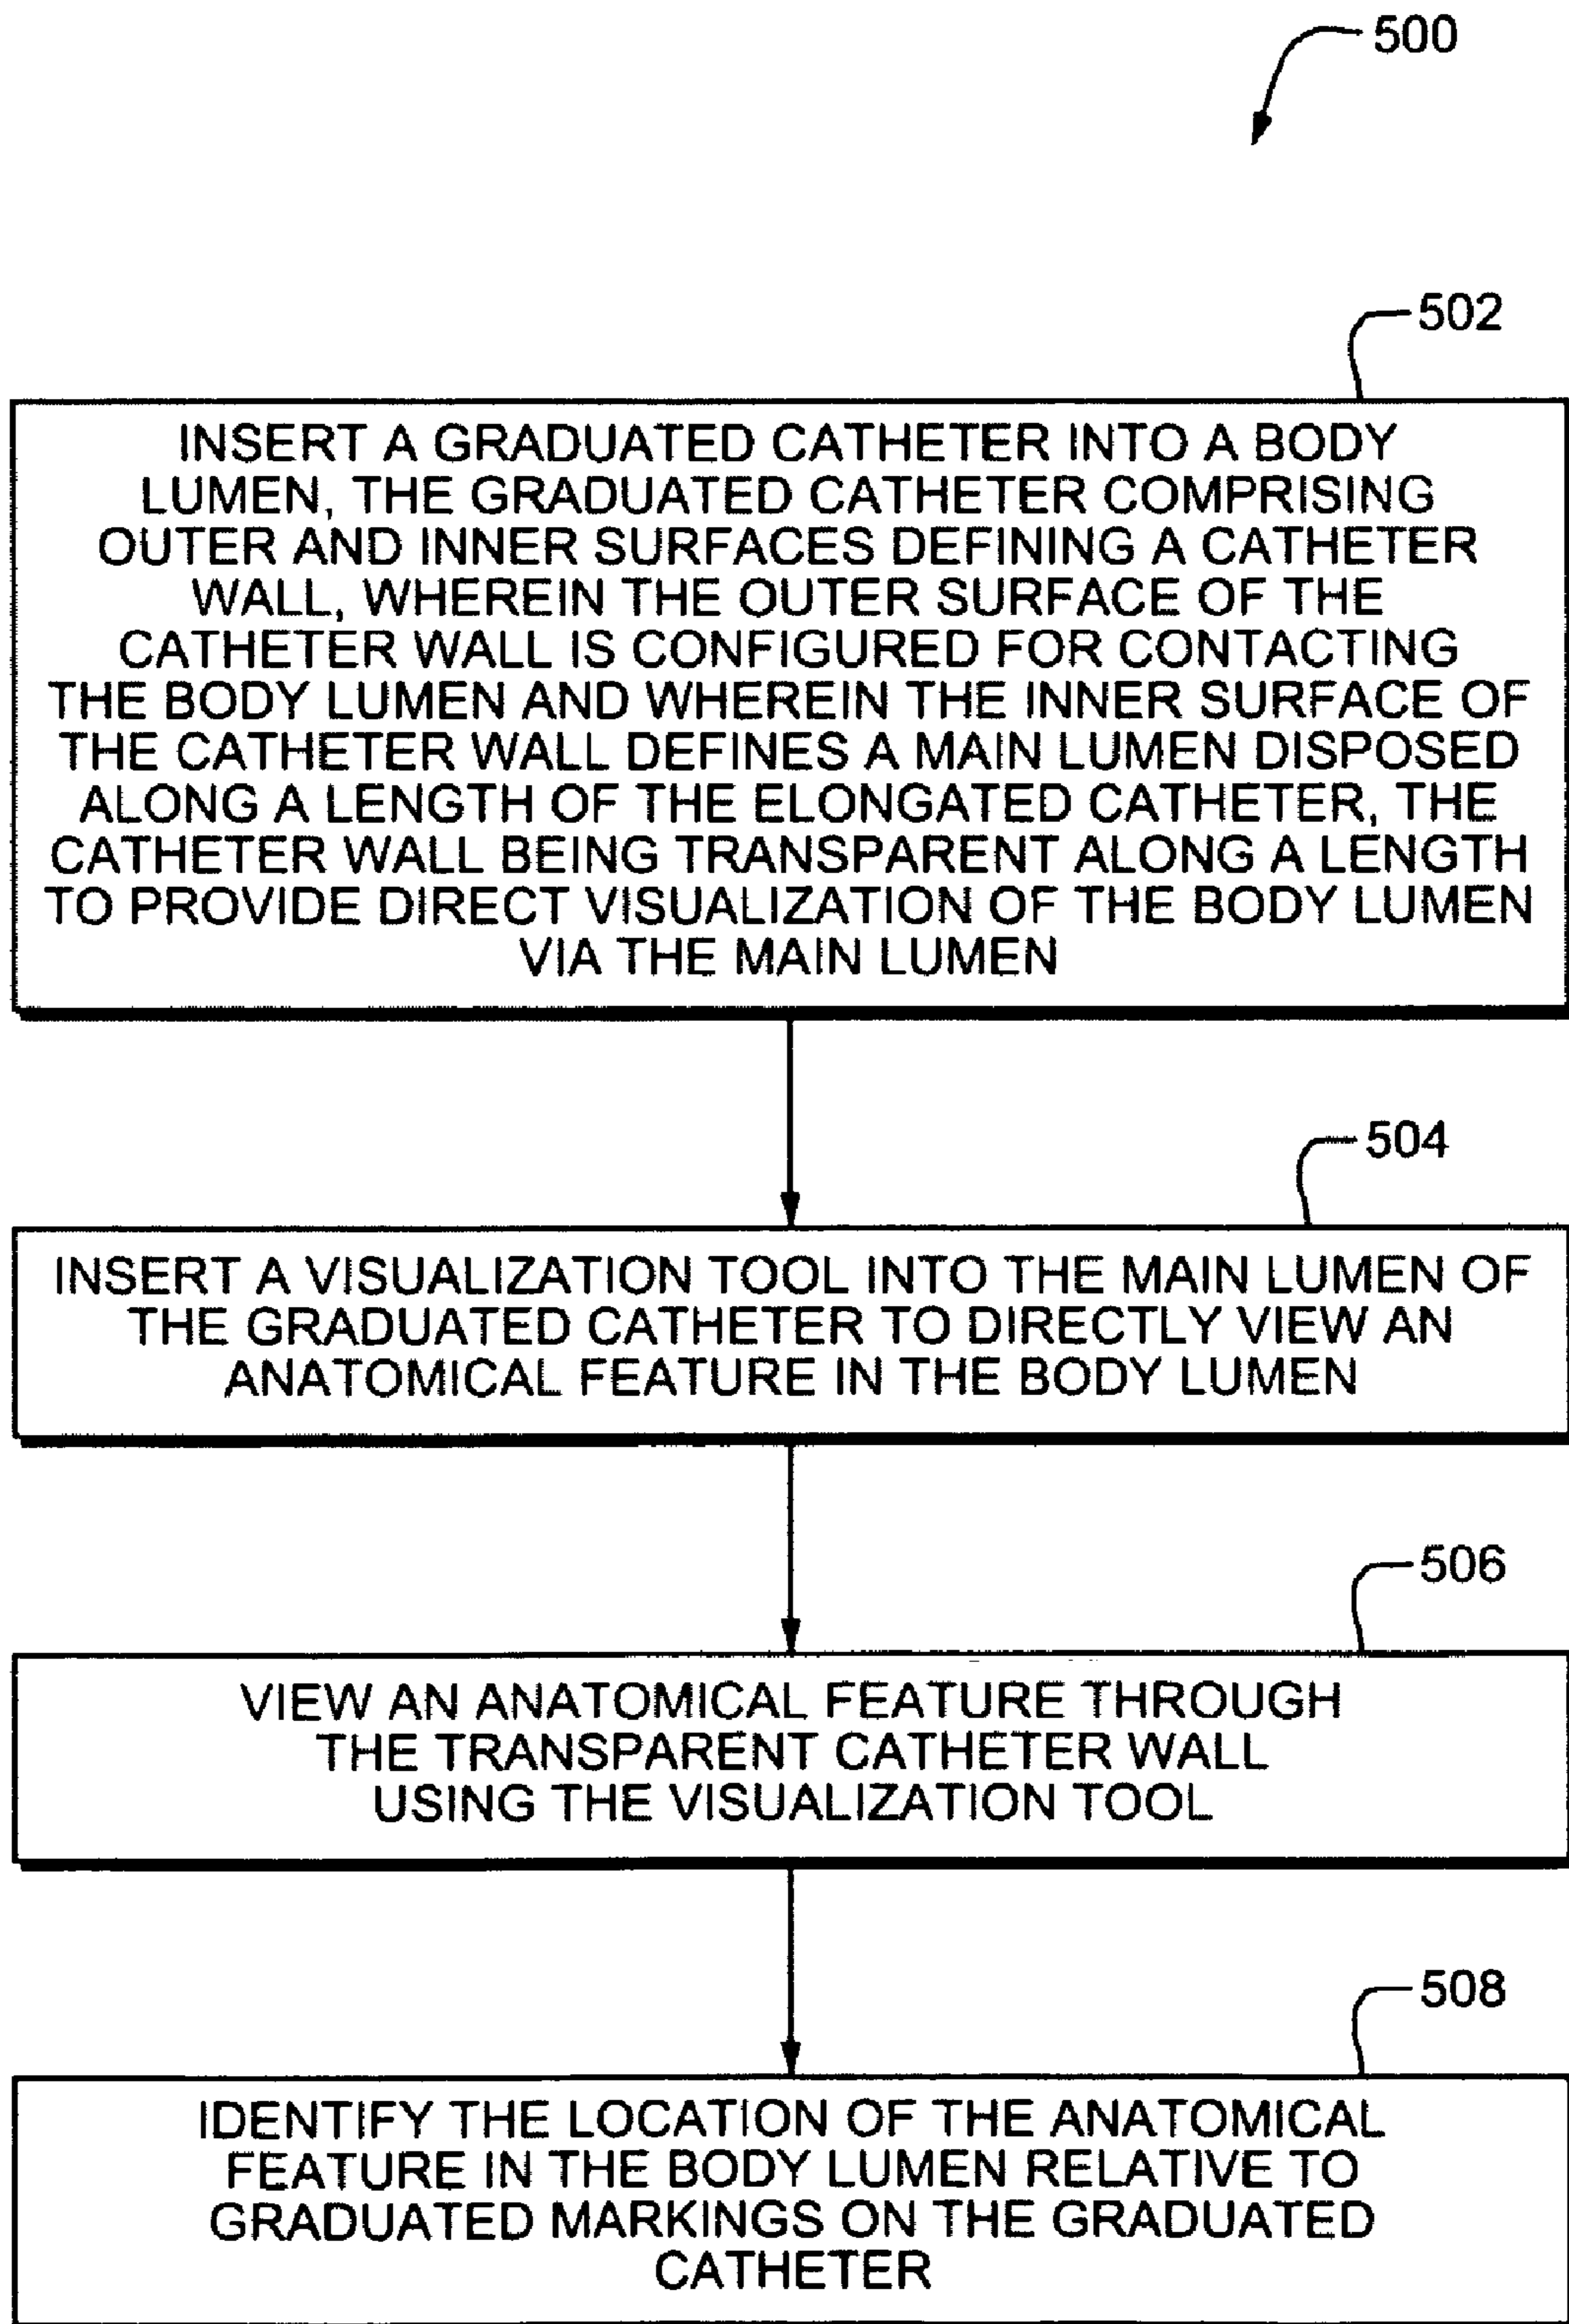 500
502
INSERT A GRADUATED CATHETER INTO A BODY
LUMEN, THE GRADUATED CATHETER COMPRISING
OUTER AND INNER SURFACES DEFINING A CATHETER
WALL, WHEREIN THE OUTER SURFACE OF THE
CATHETER WALL IS CONFIGURED FOR CONTACTING
THE BODY LUMEN AND WHEREIN THE INNER SURFACE OF
THE CATHETER WALL DEFINES A MAIN LUMEN DISPOSED
ALONG A LENGTH OF THE ELONGATED CATHETER, THE
CATHETER WALL BEING TRANSPARENT ALONG A LENGTH
TO PROVIDE DIRECT VISUALIZATION OF THE BODY LUMEN
VIA THE MAIN LUMEN
504
INSERT A VISUALIZATION TOOL INTO THE MAIN LUMEN OF
THE GRADUATED CATHETER TO DIRECTLY VIEW AN
ANATOMICAL FEATURE IN THE BODY LUMEN
506
VIEW AN ANATOMICAL FEATURE THROUGH
THE TRANSPARENT CATHETER WALL
USING THE VISUALIZATION TOOL
508
IDENTIFY THE LOCATION OF THE ANATOMICAL
FEATURE IN THE BODY LUMEN RELATIVE TO
GRADUATED MARKINGS ON THE GRADUATED
CATHETER